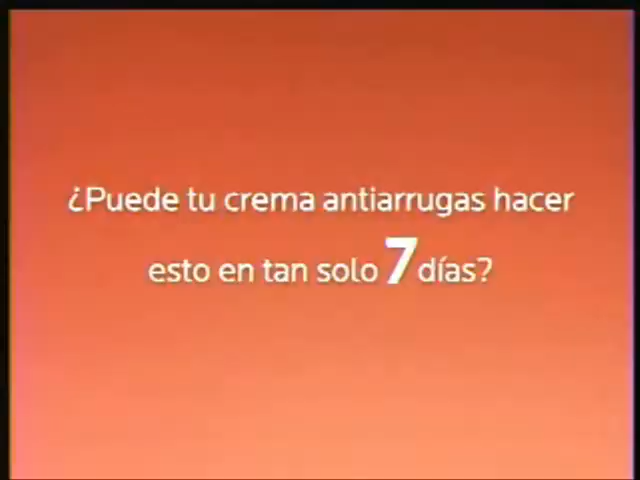 ¿Puede tu crema antiarrugas hacer
esto en tan solo 7 días?